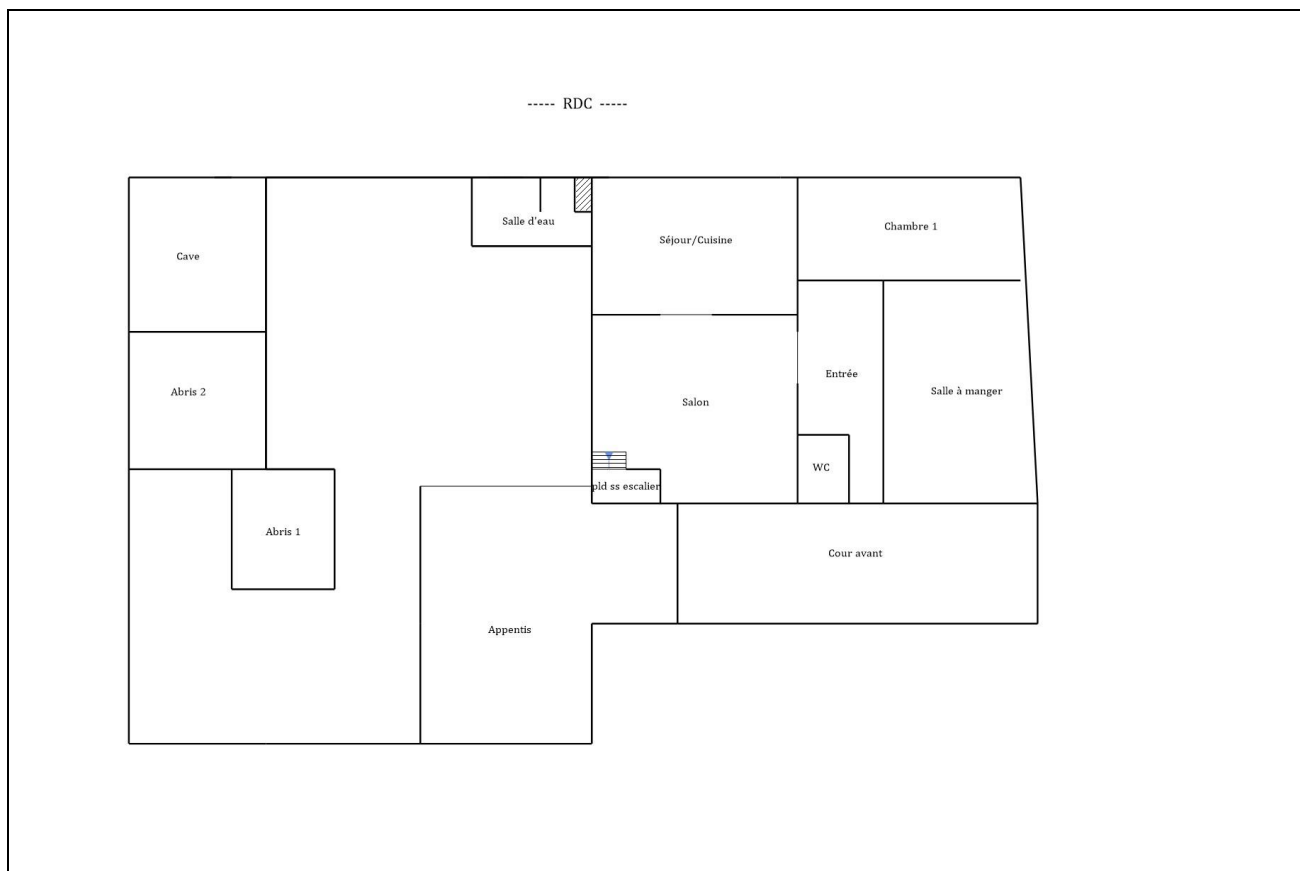 ----- RDC -----
Salle d'eau
Chambre 1
Séjour/Cuisine
Cave
Entrée
Abris 2
Salle à manger
Salon
WC
pld ss escalier
Abris 1
Cour avant
Appentis